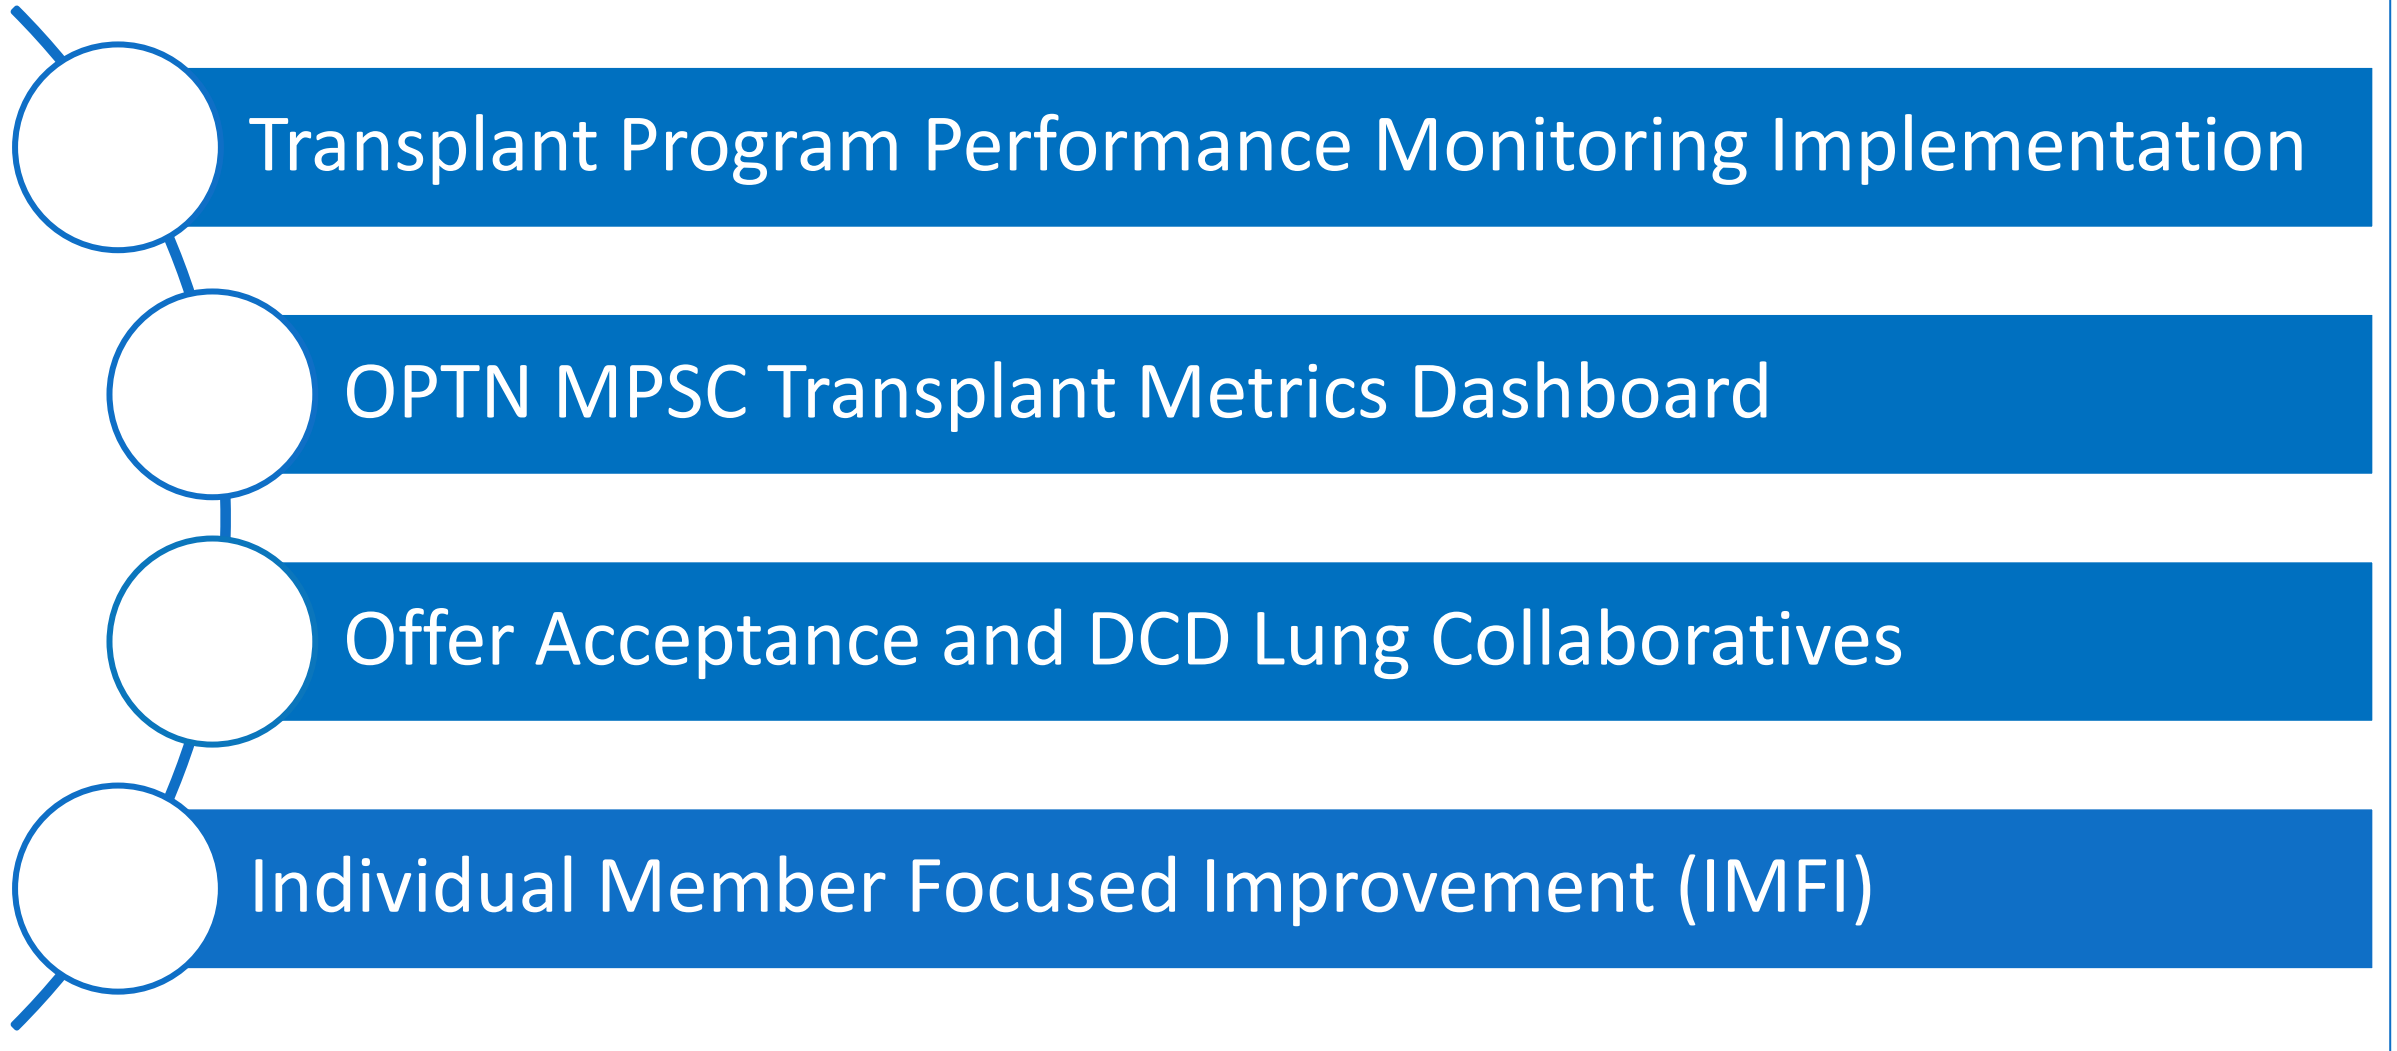 Transplant Program Performance Monitoring Implementation
OPTN MPSC Transplant Metrics Dashboard
Offer Acceptance and DCD Lung Collaboratives
Individual Member Focused Improvement (IMFI)